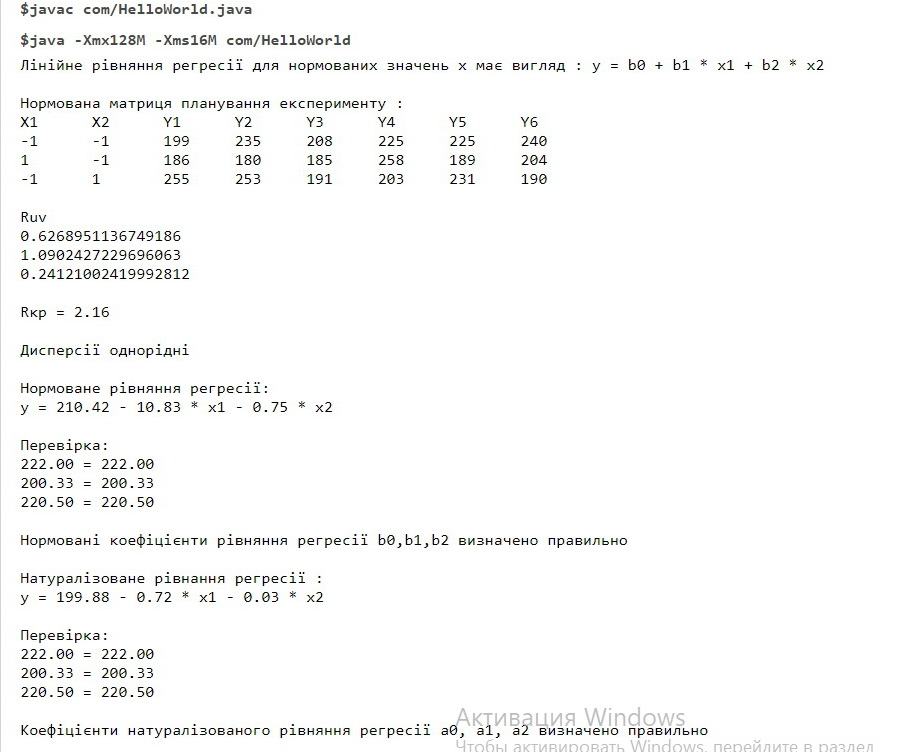 $javac com/HelloWorld.java
$java -Xmx128M -Xms16M com/HelloWorld
Лінійне рівняння регресії для нормованих значень x має вигляд : y = b0 + b1 * x1 + b2 * x2
Нормована матриця планування експерименту :
X1 X2 Y1 Y2 Y3 Y4 Y5 Y6
-1 -1 199 235 208 225 225 240
1 -1 186 180 185 258 189 204
-1 1 255 253 191 203 231 190
Ruv
0.6268951136749186
1.0902427229696063
0.24121002419992812
Rкр = 2.16
Дисперсії однорідні
Нормоване рівняння регресії:
y = 210.42 - 10.83 * x1 - 0.75 * x2
Перевірка:
222.00 = 222.00
200.33 = 200.33
220.50 = 220.50
Нормовані коефіцієнти рівняння регресії b0,b1,b2 визначено правильно
Натуралізоване рівнання регресії :
y = 199.88 - 0.72 * x1 - 0.03 * x2
Перевірка:
222.00 = 222.00
200.33 = 200.33
220.50 = 220.50
Активация Windows
Коефіцієнти натуралізованого рівняння регресії a0, a1, a2 визначено правильно
Чтобы активировать Windows, перейдите в раздел